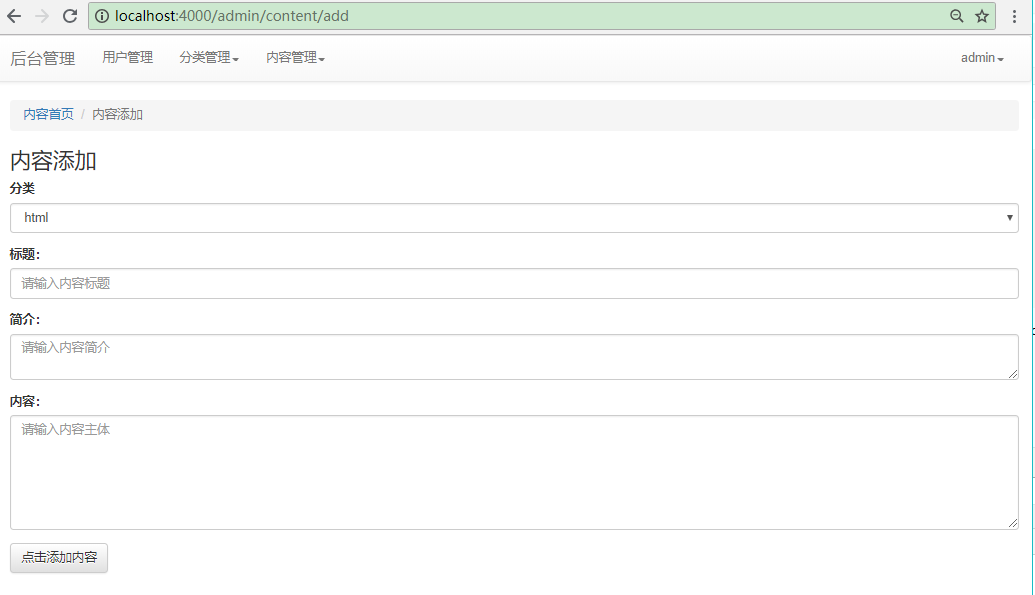 localhost:4000/admin/content/add
后台管理 用户管理 分类管理 内容管理 admin
内容首页 / 内容添加
内容添加
分类
html
标题：
请输入内容标题
简介：
请输入内容简介
内容：
请输入内容主体
点击添加内容